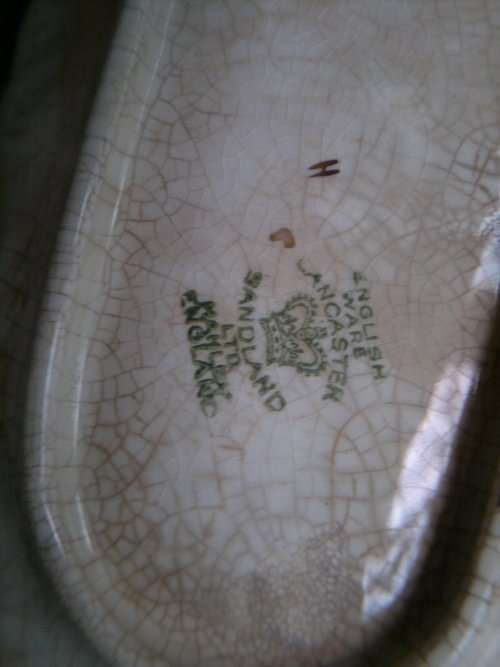 H
ENGLISH
WARE
LANCASTER
SANDLAND
LTD
HANLEY
ENGLAND